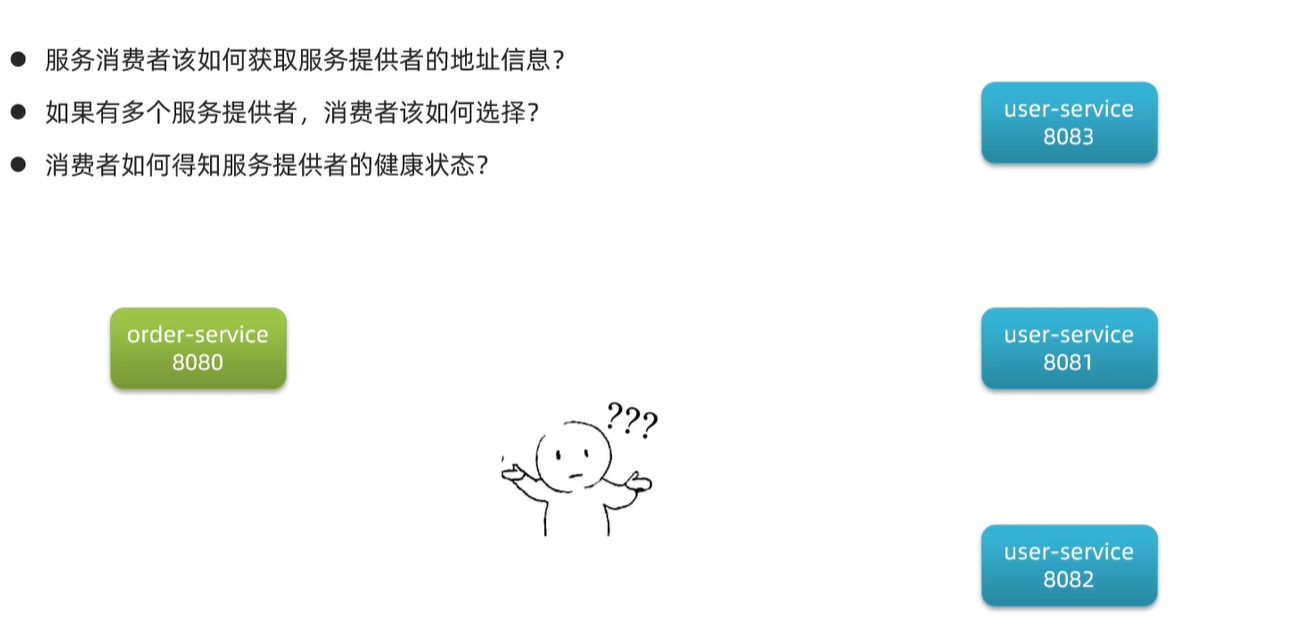 服务消费者该如何获取服务提供者的地址信息？
如果有多个服务提供者，消费者该如何选择？
消费者如何得知服务提供者的健康状态？
user-service
8083
order-service
8080
user-service
8081
???
user-service
8082